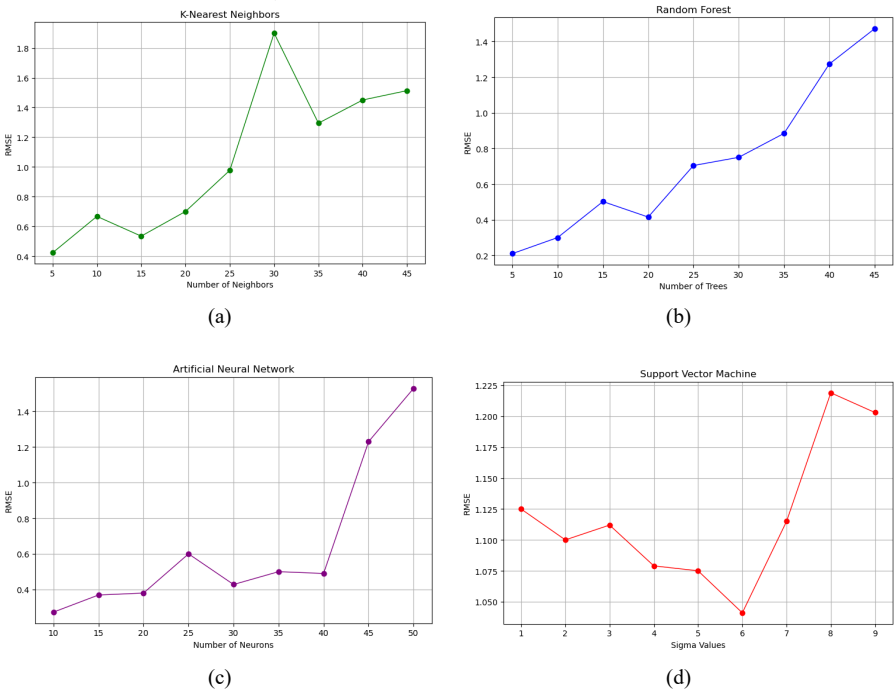 K-Nearest Neighbors
1.8
1.6
1.4
1.2
1.0
0.8
0.6
0.4
RMSE
5 10 15 20 25 30 35 40 45
Number of Neighbors
(a)
Random Forest
1.4
1.2
1.0
0.8
0.6
0.4
0.2
RMSE
5 10 15 20 25 30 35 40 45
Number of Trees
(b)
Artificial Neural Network
1.4
1.2
1.0
0.8
0.6
0.4
RMSE
10 15 20 25 30 35 40 45 50
Number of Neurons
(c)
Support Vector Machine
1.225
1.200
1.175
1.150
1.125
1.100
1.075
1.050
RMSE
1 2 3 4 5 6 7 8 9
Sigma Values
(d)